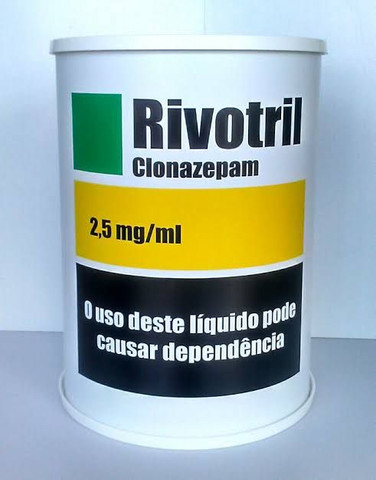 Rivotril
Clonazepam
2,5 mg/ml
O uso deste líquido pode
causar dependência